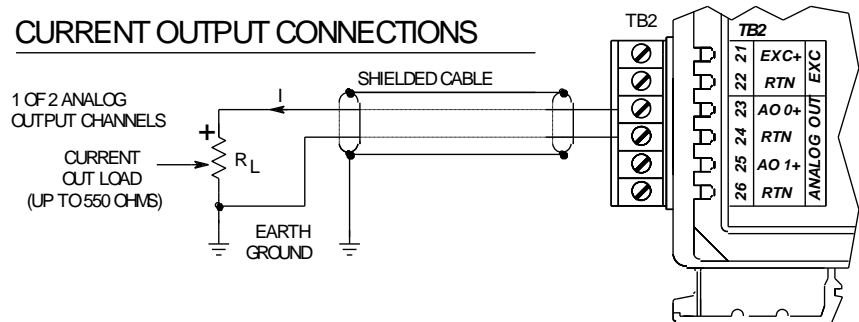 CURRENT OUTPUT CONNECTIONS
TB2
TB2
SHIELDED CABLE
1 OF 2 ANALOG
OUTPUT CHANNELS
I
+
R L
CURRENT
OUT LOAD
(UP TO 550 OHMS)
EARTH
GROUND
21 EXC+
22 RTN
EXC
23 AO 0+
24 RTN
25 AO 1+
26 RTN
ANALOG OUT